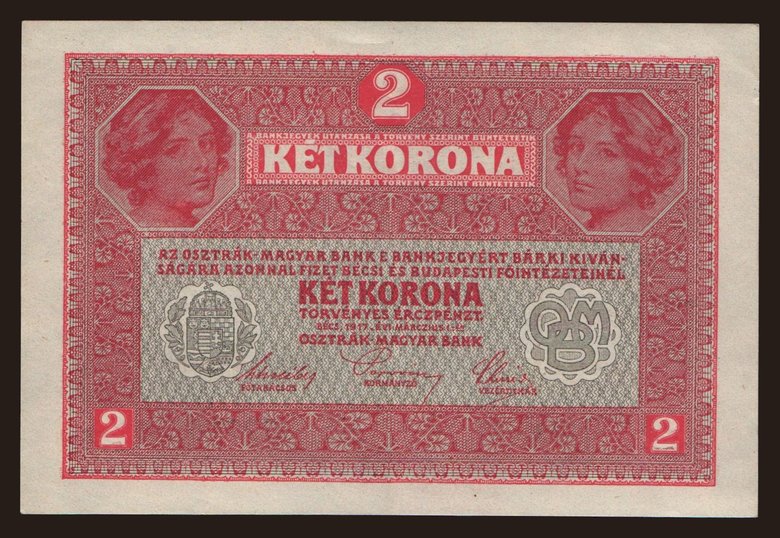 2
A BANKJEGYEK UTÁNZÁSA A TÖRVÉNY SZERINT BÜNTETTETIK
KÉT KORONA
A BANKJEGYEK UTÁNZÁSA A TÖRVÉNY SZERINT BÜNTETTETIK
AZ OSZTRÁK-MAGYAR BANK E BANKJEGYÉRT BÁRKI KIVÁN-
SÁGÁRA AZONNAL FIZET BÉCSI ÉS BUDAPESTI FŐINTÉZETEINÉL
KÉT KORONA
TÖRVÉNYES ÉRCZPÉNZT.
BÉCS, 1917. ÉVI MÁRCZIUS 1-ÉN
OSZTRÁK-MAGYAR BANK
FŐTANÁCSOS KORMÁNYZÓ VEZÉRTITKÁR
2 2